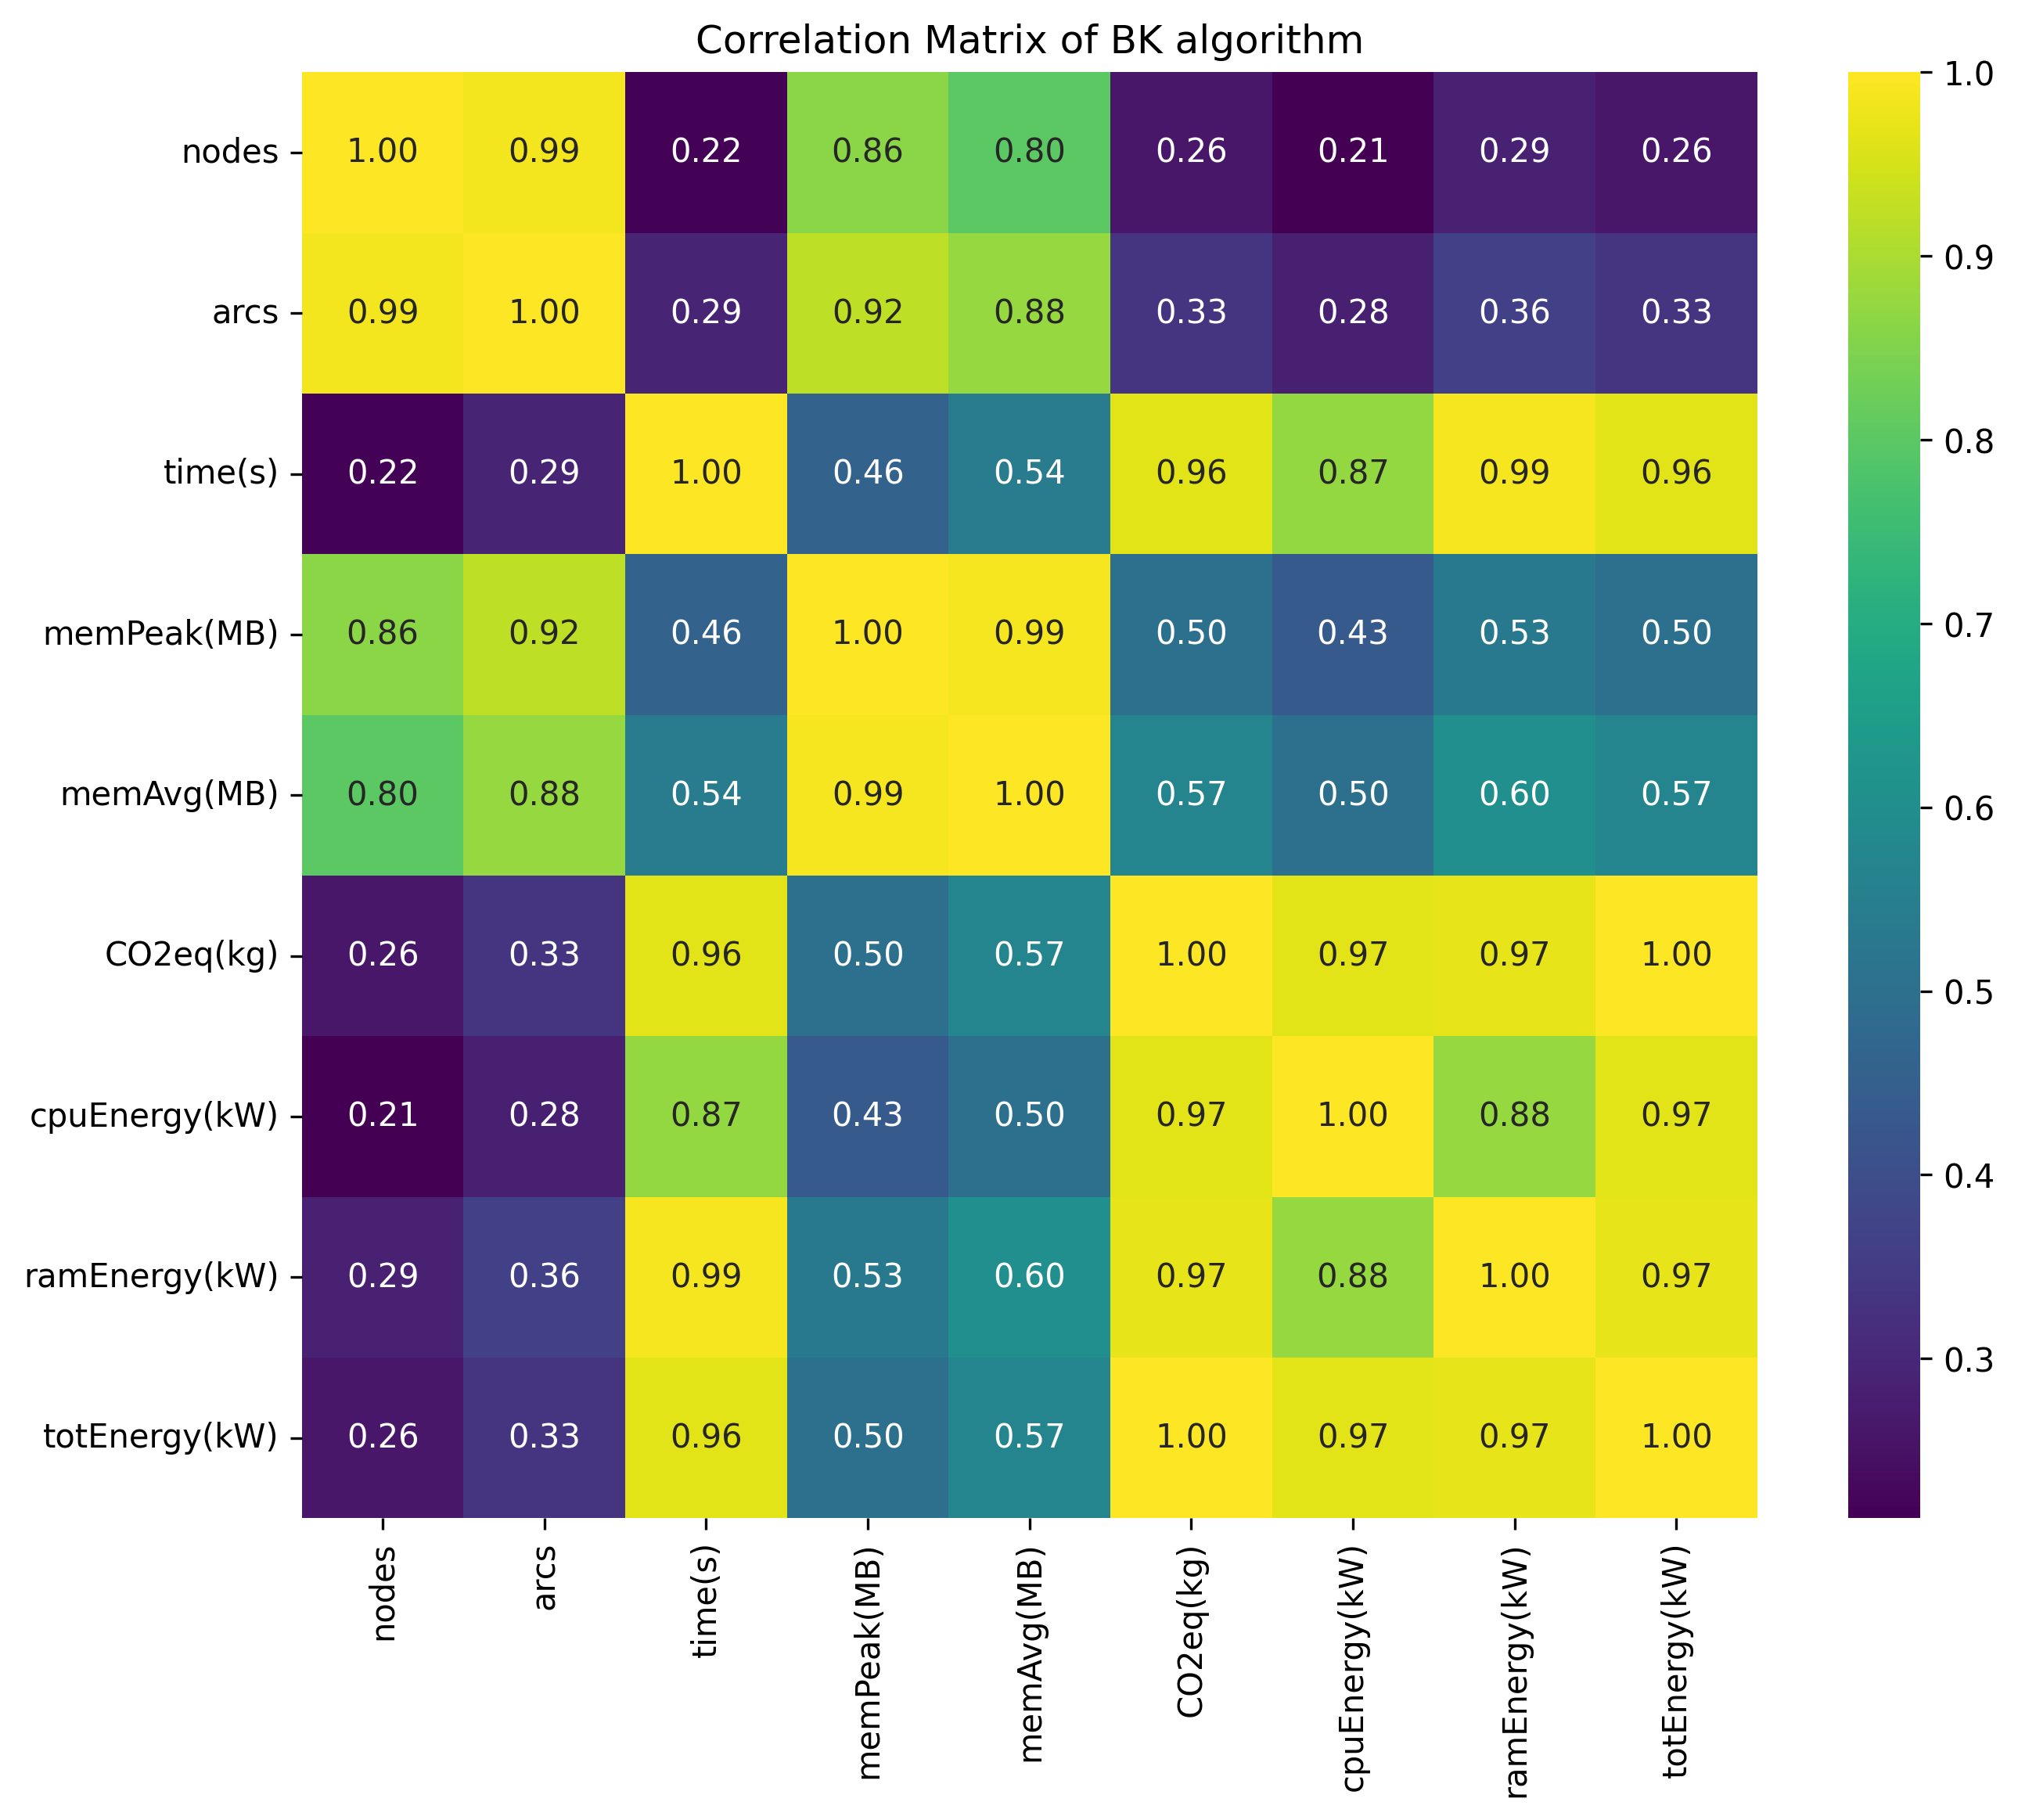 Correlation Matrix of BK algorithm
nodes 1.00 0.99 0.22 0.86 0.80 0.26 0.21 0.29 0.26
arcs 0.99 1.00 0.29 0.92 0.88 0.33 0.28 0.36 0.33
time(s) 0.22 0.29 1.00 0.46 0.54 0.96 0.87 0.99 0.96
memPeak(MB) 0.86 0.92 0.46 1.00 0.99 0.50 0.43 0.53 0.50
memAvg(MB) 0.80 0.88 0.54 0.99 1.00 0.57 0.50 0.60 0.57
CO2eq(kg) 0.26 0.33 0.96 0.50 0.57 1.00 0.97 0.97 1.00
cpuEnergy(kW) 0.21 0.28 0.87 0.43 0.50 0.97 1.00 0.88 0.97
ramEnergy(kW) 0.29 0.36 0.99 0.53 0.60 0.97 0.88 1.00 0.97
totEnergy(kW) 0.26 0.33 0.96 0.50 0.57 1.00 0.97 0.97 1.00
nodes
arcs
time(s)
memPeak(MB)
memAvg(MB)
CO2eq(kg)
cpuEnergy(kW)
ramEnergy(kW)
totEnergy(kW)
1.0
0.9
0.8
0.7
0.6
0.5
0.4
0.3